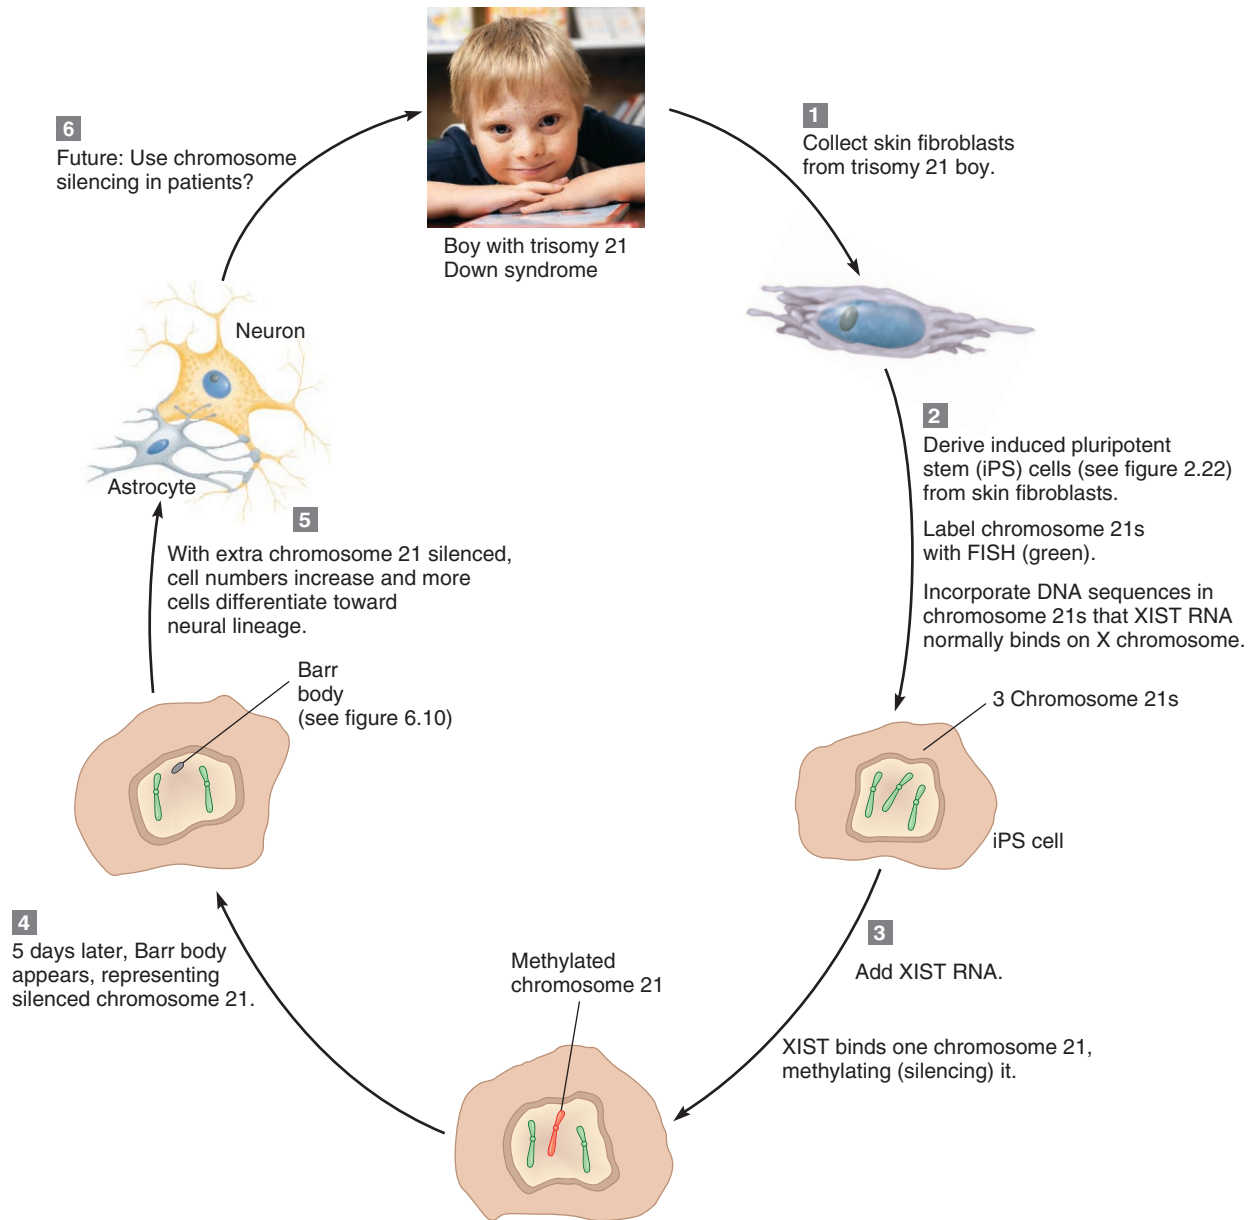 Boy with trisomy 21
Down syndrome
1
Collect skin fibroblasts
from trisomy 21 boy.
2
Derive induced pluripotent
stem (iPS) cells (see figure 2.22)
from skin fibroblasts.
Label chromosome 21s
with FISH (green).
Incorporate DNA sequences in
chromosome 21s that XIST RNA
normally binds on X chromosome.
3 Chromosome 21s
iPS cell
3
Add XIST RNA.
XIST binds one chromosome 21,
methylating (silencing) it.
Methylated
chromosome 21
4
5 days later, Barr body
appears, representing
silenced chromosome 21.
Barr
body
(see figure 6.10)
5
With extra chromosome 21 silenced,
cell numbers increase and more
cells differentiate toward
neural lineage.
Neuron
Astrocyte
6
Future: Use chromosome
silencing in patients?